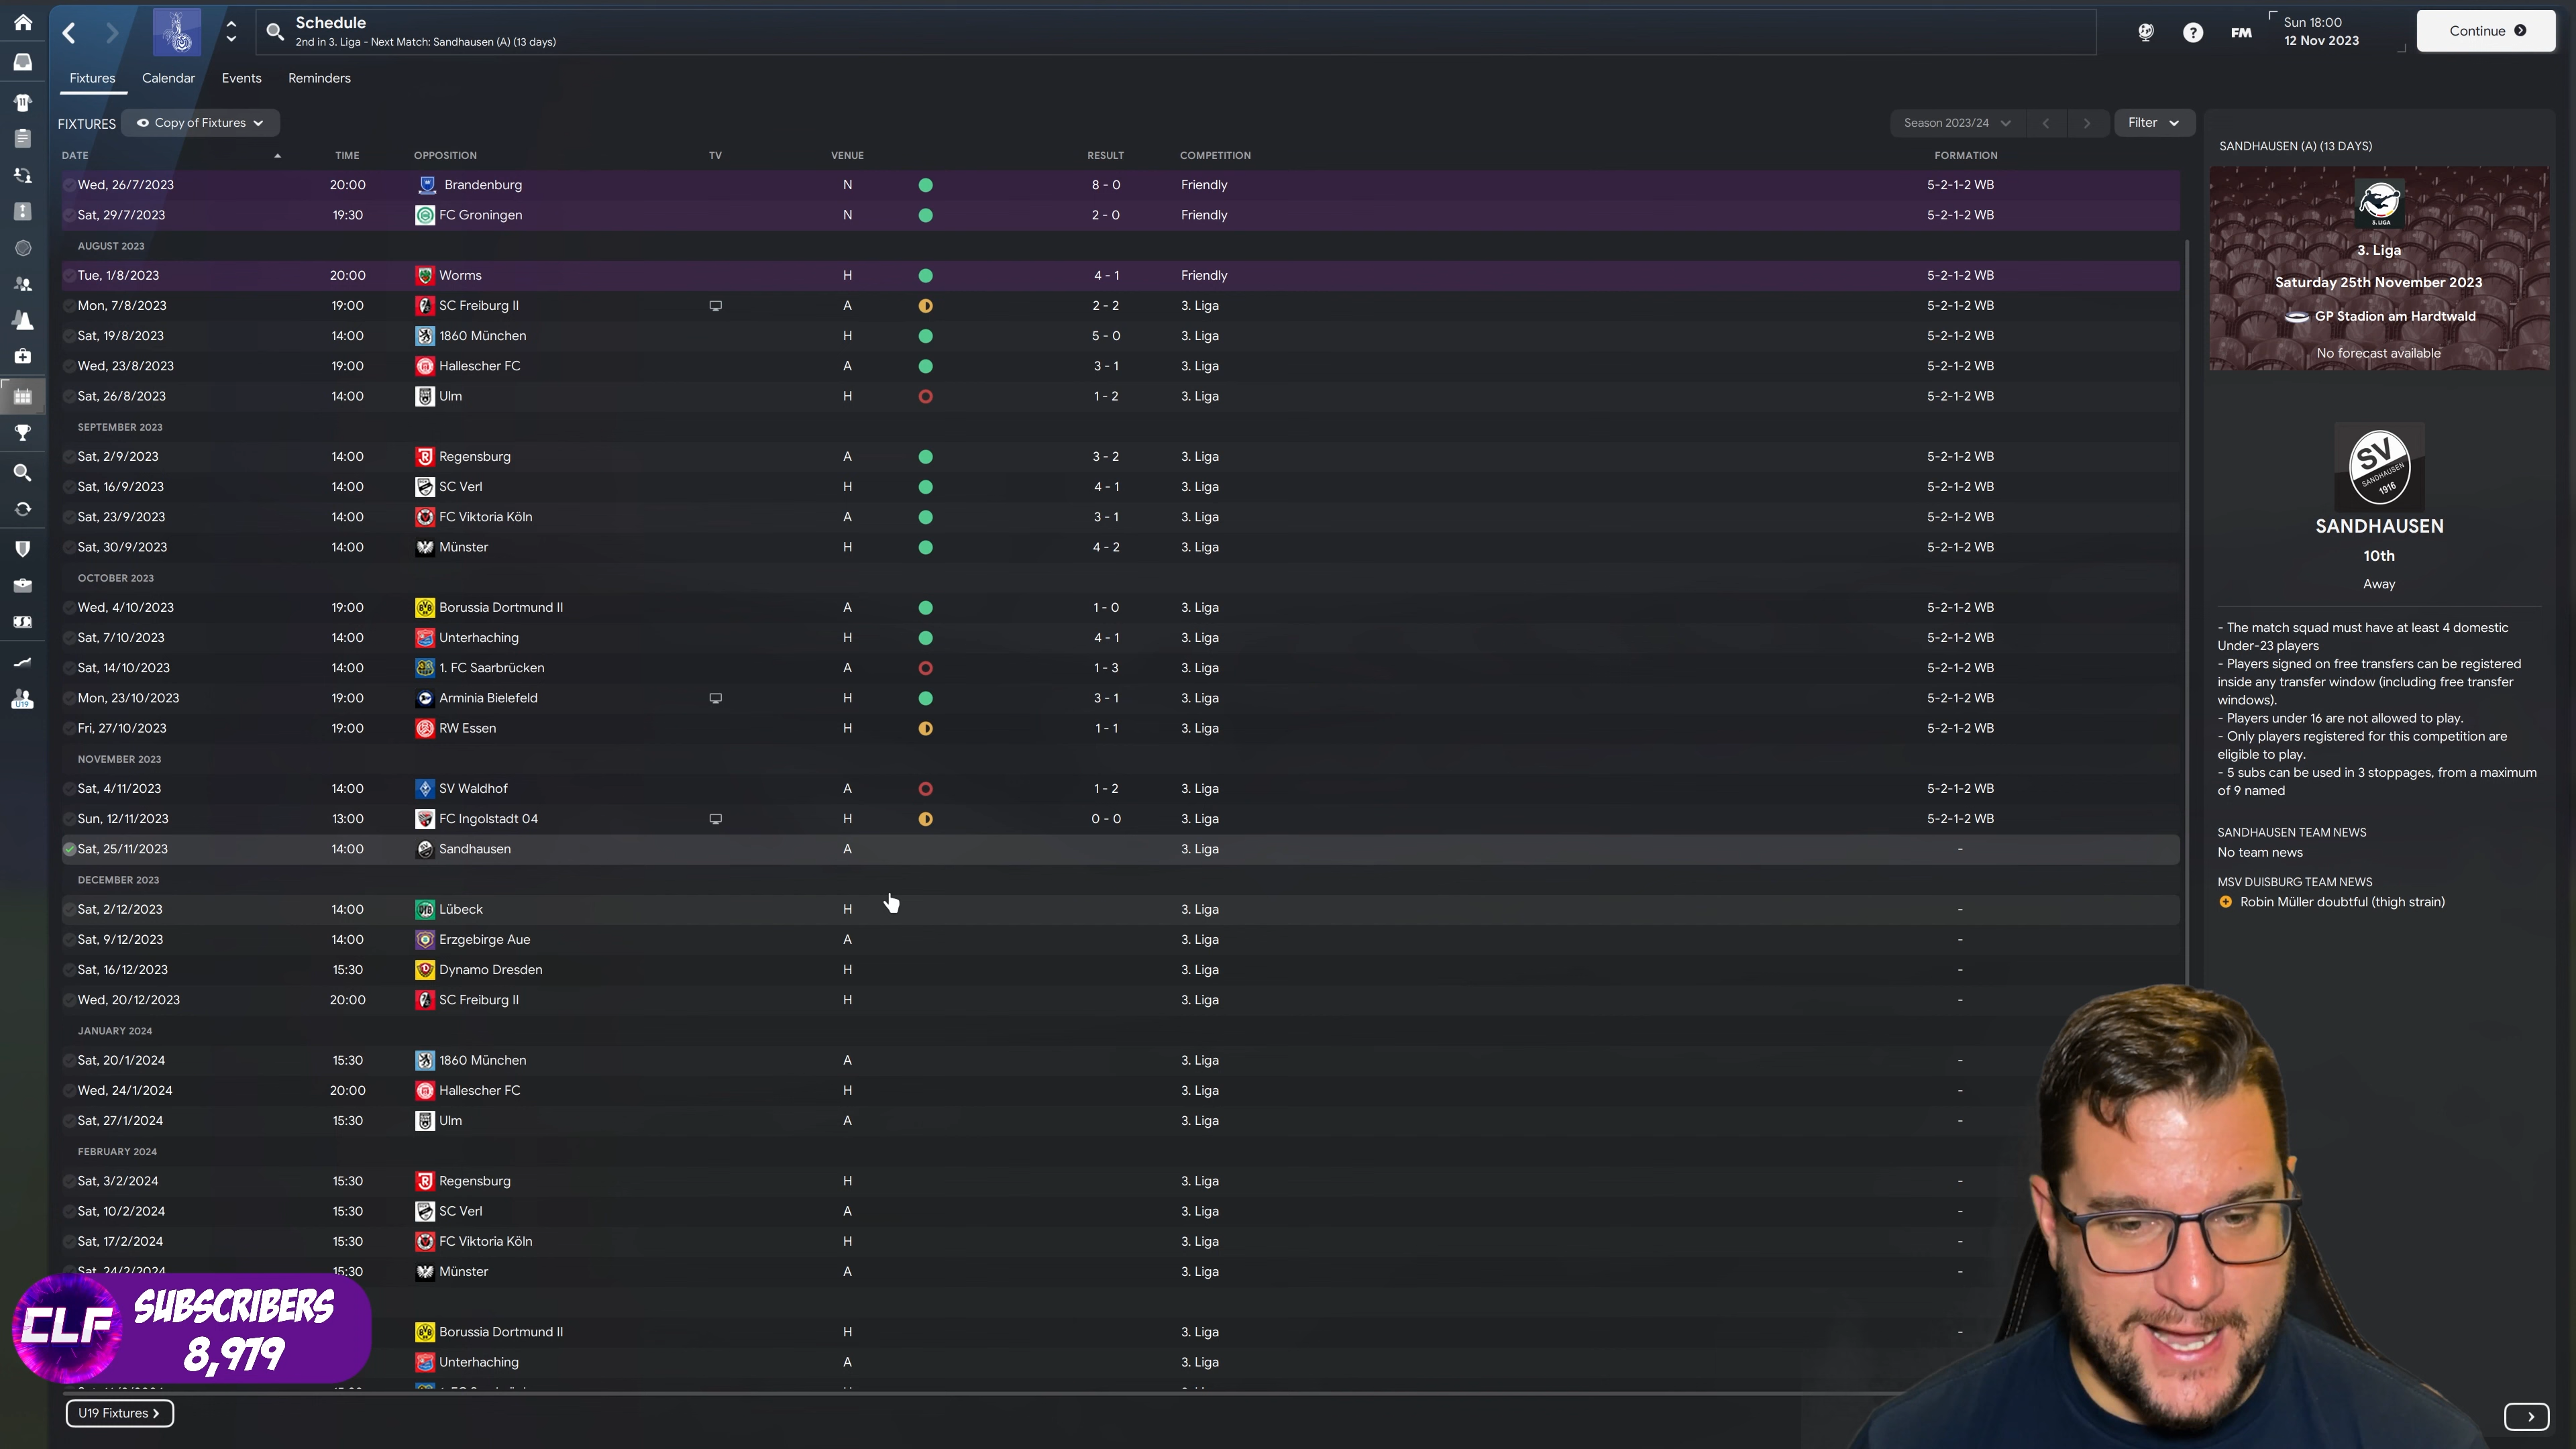 Schedule
2nd in 3. Liga - Next Match: Sandhausen (A) (13 days)
FM
Sun 18:00
12 Nov 2023
Continue
Fixtures Calendar Events Reminders
FIXTURES Copy of Fixtures Season 2023/24 Filter
DATE TIME OPPOSITION TV VENUE RESULT COMPETITION FORMATION
Wed, 26/7/2023 20:00 Brandenburg N 8 - 0 Friendly 5-2-1-2 WB
Sat, 29/7/2023 19:30 FC Groningen N 2 - 0 Friendly 5-2-1-2 WB
AUGUST 2023
Tue, 1/8/2023 20:00 Worms H 4 - 1 Friendly 5-2-1-2 WB
Mon, 7/8/2023 19:00 SC Freiburg II A 2 - 2 3. Liga 5-2-1-2 WB
Sat, 19/8/2023 14:00 1860 München H 5 - 0 3. Liga 5-2-1-2 WB
Wed, 23/8/2023 19:00 Hallescher FC A 3 - 1 3. Liga 5-2-1-2 WB
Sat, 26/8/2023 14:00 Ulm H 1 - 2 3. Liga 5-2-1-2 WB
SEPTEMBER 2023
Sat, 2/9/2023 14:00 Regensburg A 3 - 2 3. Liga 5-2-1-2 WB
Sat, 16/9/2023 14:00 SC Verl H 4 - 1 3. Liga 5-2-1-2 WB
Sat, 23/9/2023 14:00 FC Viktoria Köln A 3 - 1 3. Liga 5-2-1-2 WB
Sat, 30/9/2023 14:00 Münster H 4 - 2 3. Liga 5-2-1-2 WB
OCTOBER 2023
Wed, 4/10/2023 19:00 Borussia Dortmund II A 1 - 0 3. Liga 5-2-1-2 WB
Sat, 7/10/2023 14:00 Unterhaching H 4 - 1 3. Liga 5-2-1-2 WB
Sat, 14/10/2023 14:00 1. FC Saarbrücken A 1 - 3 3. Liga 5-2-1-2 WB
Mon, 23/10/2023 19:00 Arminia Bielefeld H 3 - 1 3. Liga 5-2-1-2 WB
Fri, 27/10/2023 19:00 RW Essen H 1 - 1 3. Liga 5-2-1-2 WB
NOVEMBER 2023
Sat, 4/11/2023 14:00 SV Waldhof A 1 - 2 3. Liga 5-2-1-2 WB
Sun, 12/11/2023 13:00 FC Ingolstadt 04 H 0 - 0 3. Liga 5-2-1-2 WB
Sat, 25/11/2023 14:00 Sandhausen A 3. Liga -
DECEMBER 2023
Sat, 2/12/2023 14:00 Lübeck H 3. Liga -
Sat, 9/12/2023 14:00 Erzgebirge Aue A 3. Liga -
Sat, 16/12/2023 15:30 Dynamo Dresden H 3. Liga -
Wed, 20/12/2023 20:00 SC Freiburg II H 3. Liga -
JANUARY 2024
Sat, 20/1/2024 15:30 1860 München A 3. Liga -
Wed, 24/1/2024 20:00 Hallescher FC H 3. Liga -
Sat, 27/1/2024 15:30 Ulm A 3. Liga -
FEBRUARY 2024
Sat, 3/2/2024 15:30 Regensburg H 3. Liga -
Sat, 10/2/2024 15:30 SC Verl A 3. Liga -
Sat, 17/2/2024 15:30 FC Viktoria Köln H 3. Liga -
Sat, 24/2/2024 15:30 Münster A 3. Liga -
Borussia Dortmund II H 3. Liga -
Unterhaching A 3. Liga -
U19 Fixtures
U19
CLF
SUBSCRIBERS
8,979
SANDHAUSEN (A) (13 DAYS)
3. LIGA
3. Liga
Saturday 25th November 2023
GP Stadion am Hardtwald
No forecast available
SV
SANDHAUSEN
1916
SANDHAUSEN
10th
Away
- The match squad must have at least 4 domestic
Under-23 players
- Players signed on free transfers can be registered
inside any transfer window (including free transfer
windows).
- Players under 16 are not allowed to play.
- Only players registered for this competition are
eligible to play.
- 5 subs can be used in 3 stoppages, from a maximum
of 9 named
SANDHAUSEN TEAM NEWS
No team news
MSV DUISBURG TEAM NEWS
Robin Müller doubtful (thigh strain)